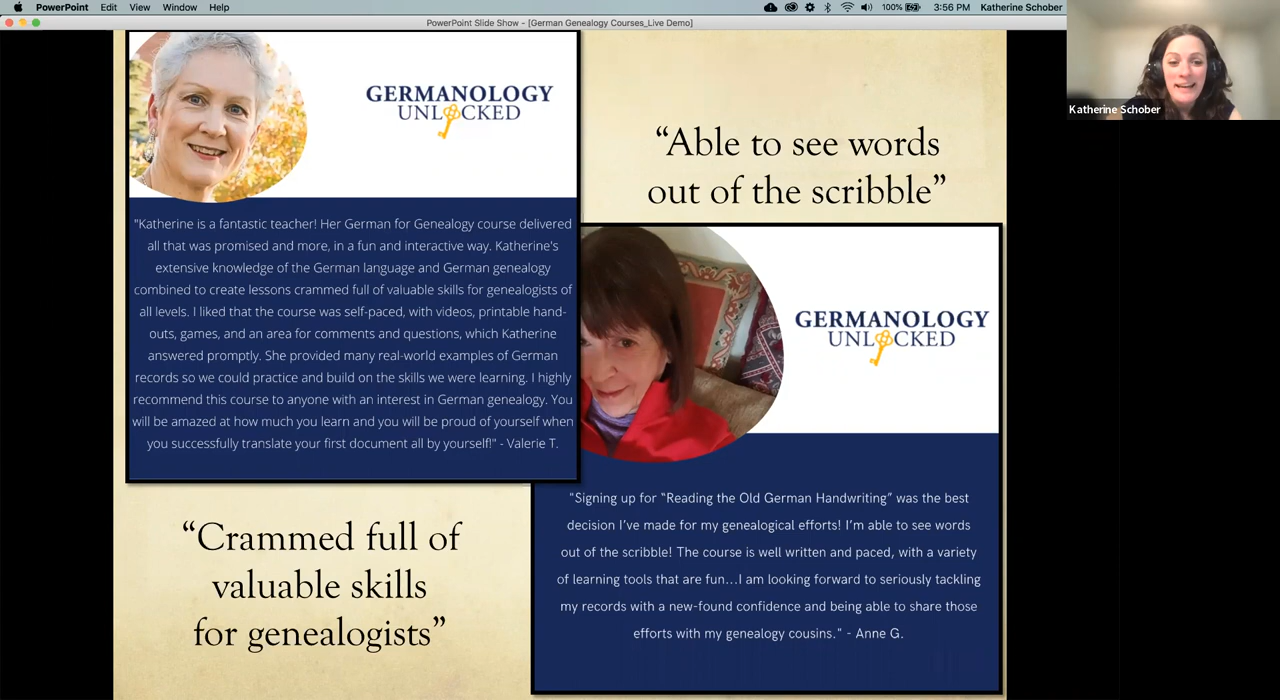 PowerPoint Edit View Window Help 100% 3:56 PM Katherine Schober
PowerPoint Slide Show - [German Genealogy Courses_Live Demo]
Katherine Schober
GERMANOLOGY
UNLOCKED
"Katherine is a fantastic teacher! Her German for Genealogy course delivered
all that was promised and more, in a fun and interactive way. Katherine's
extensive knowledge of the German language and German genealogy
combined to create lessons crammed full of valuable skills for genealogists of
all levels. I liked that the course was self-paced, with videos, printable hand-
outs, games, and an area for comments and questions, which Katherine
answered promptly. She provided many real-world examples of German
records so we could practice and build on the skills we were learning. I highly
recommend this course to anyone with an interest in German genealogy. You
will be amazed at how much you learn and you will be proud of yourself when
you successfully translate your first document all by yourself!" - Valerie T.
“Able to see words
out of the scribble”
GERMANOLOGY
UNLOCKED
"Signing up for “Reading the Old German Handwriting” was the best
decision I’ve made for my genealogical efforts! I’m able to see words
out of the scribble! The course is well written and paced, with a variety
of learning tools that are fun...I am looking forward to seriously tackling
my records with a new-found confidence and being able to share those
efforts with my genealogy cousins." - Anne G.
“Crammed full of
valuable skills
for genealogists”